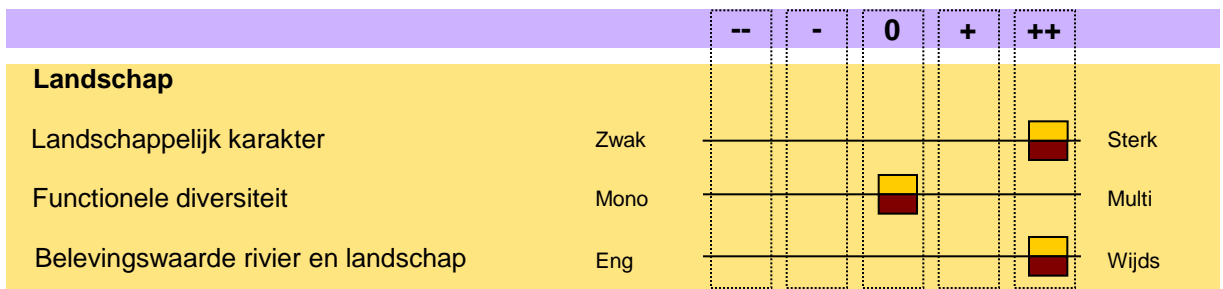 -- - 0 + ++
Landschap
Landschappelijk karakter Zwak Sterk
Functionele diversiteit Mono Multi
Belevingswaarde rivier en landschap Eng Wijds